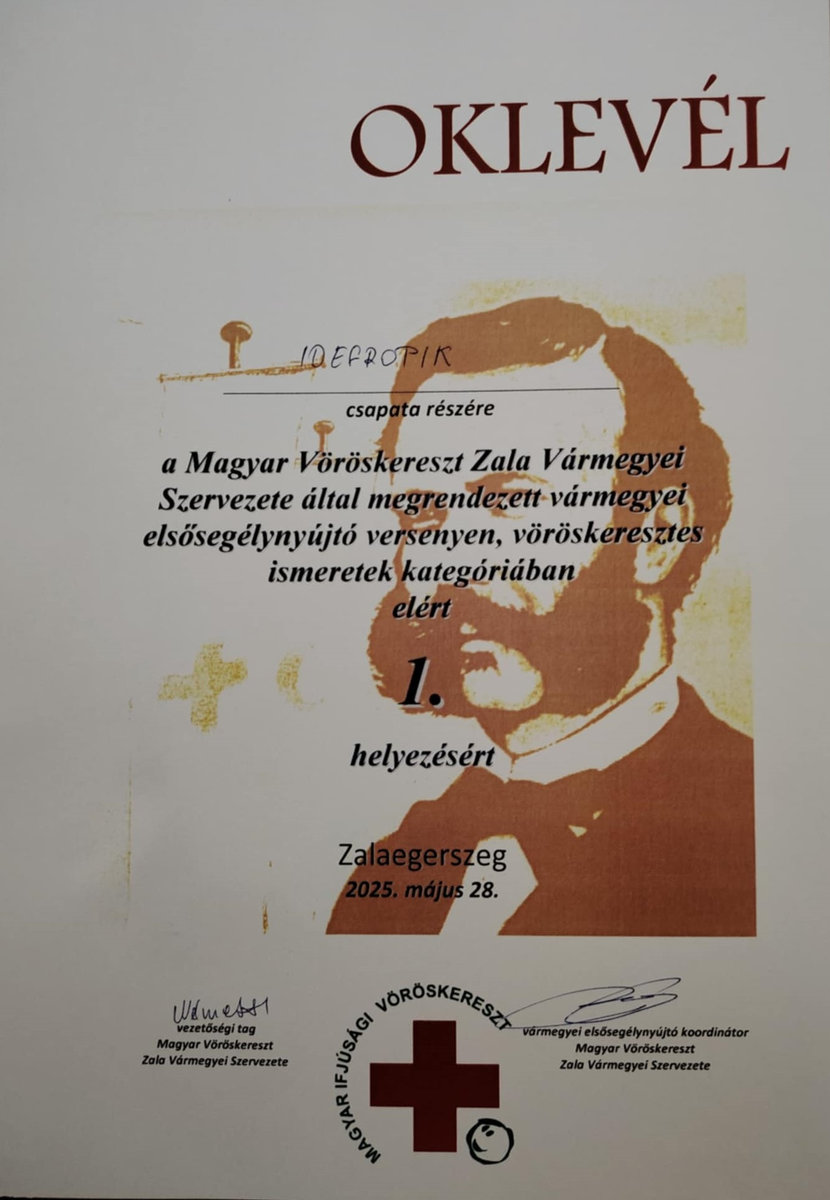 OKLEVÉL
IDEFROPIK
csapata részére
a Magyar Vöröskereszt Zala Vármegyei
Szervezete által megrendezett vármegyei
elsősegélynyújtó versenyen, vöröskeresztes
ismeretek kategóriában
elért
1.
helyezésért
Zalaegerszeg
2025. május 28.
vezetőségi tag
Magyar Vöröskereszt
Zala Vármegyei Szervezete
MAGYAR IFJÚSÁGI VÖRÖSKERESZT
vármegyei elsősegélynyújtó koordinátor
Magyar Vöröskereszt
Zala Vármegyei Szervezete